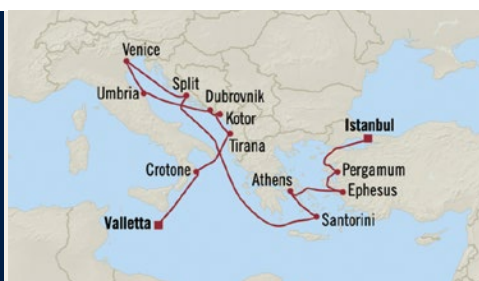 Venice
Umbria
Split
Dubrovnik
Kotor
Tirana
Istanbul
Crotone
Athens
Pergamum
Ephesus
Valletta
Santorini